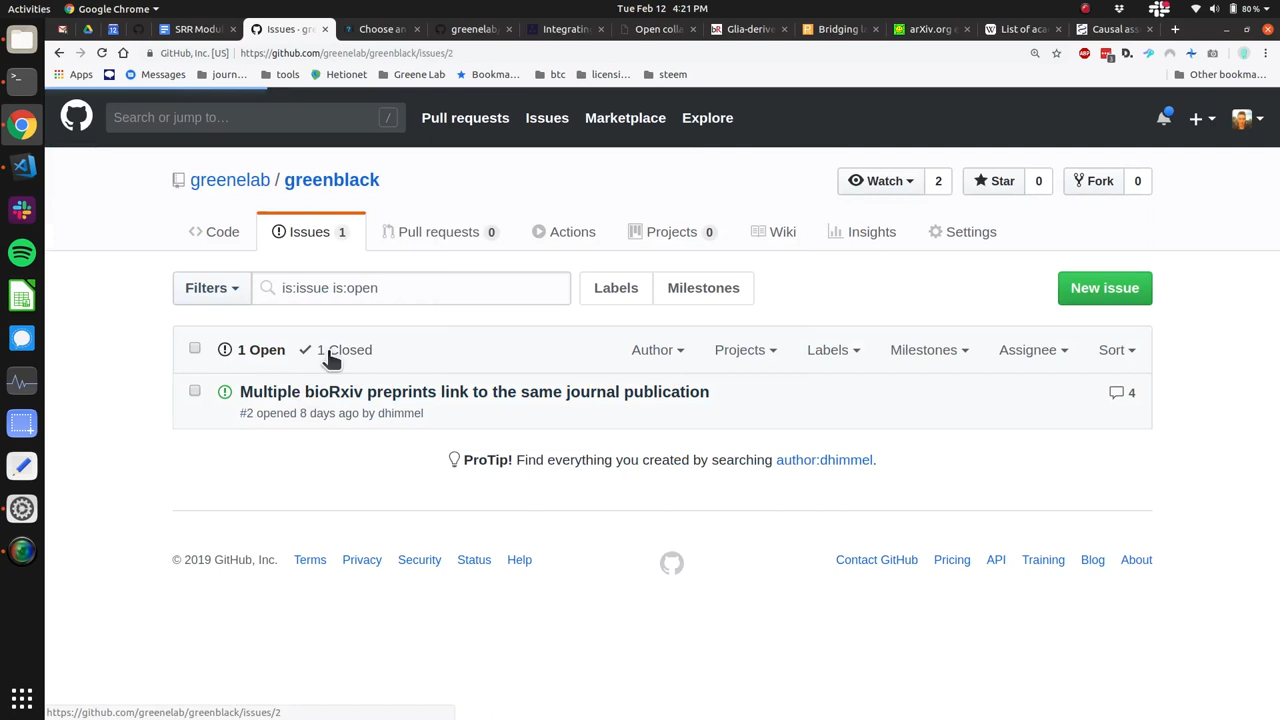 Activities Google Chrome Tue Feb 12 4:21 PM 80 %
SRR Modul Issues · gre Choose an greenelab Integrating Open colla Glia-derive Bridging l arXiv.org e List of aca Causal ass
GitHub, Inc. [US] https://github.com/greenelab/greenblack/issues/2
Apps Messages journ... tools Hetionet Greene Lab Bookma... btc licensi... steem Other bookma...
Search or jump to... / Pull requests Issues Marketplace Explore
greenelab / greenblack Watch 2 Star 0 Fork 0
Code Issues 1 Pull requests 0 Actions Projects 0 Wiki Insights Settings
Filters is:issue is:open Labels Milestones New issue
1 Open 1 Closed Author Projects Labels Milestones Assignee Sort
Multiple bioRxiv preprints link to the same journal publication 4
#2 opened 8 days ago by dhimmel
ProTip! Find everything you created by searching author:dhimmel.
© 2019 GitHub, Inc. Terms Privacy Security Status Help Contact GitHub Pricing API Training Blog About
https://github.com/greenelab/greenblack/issues/2